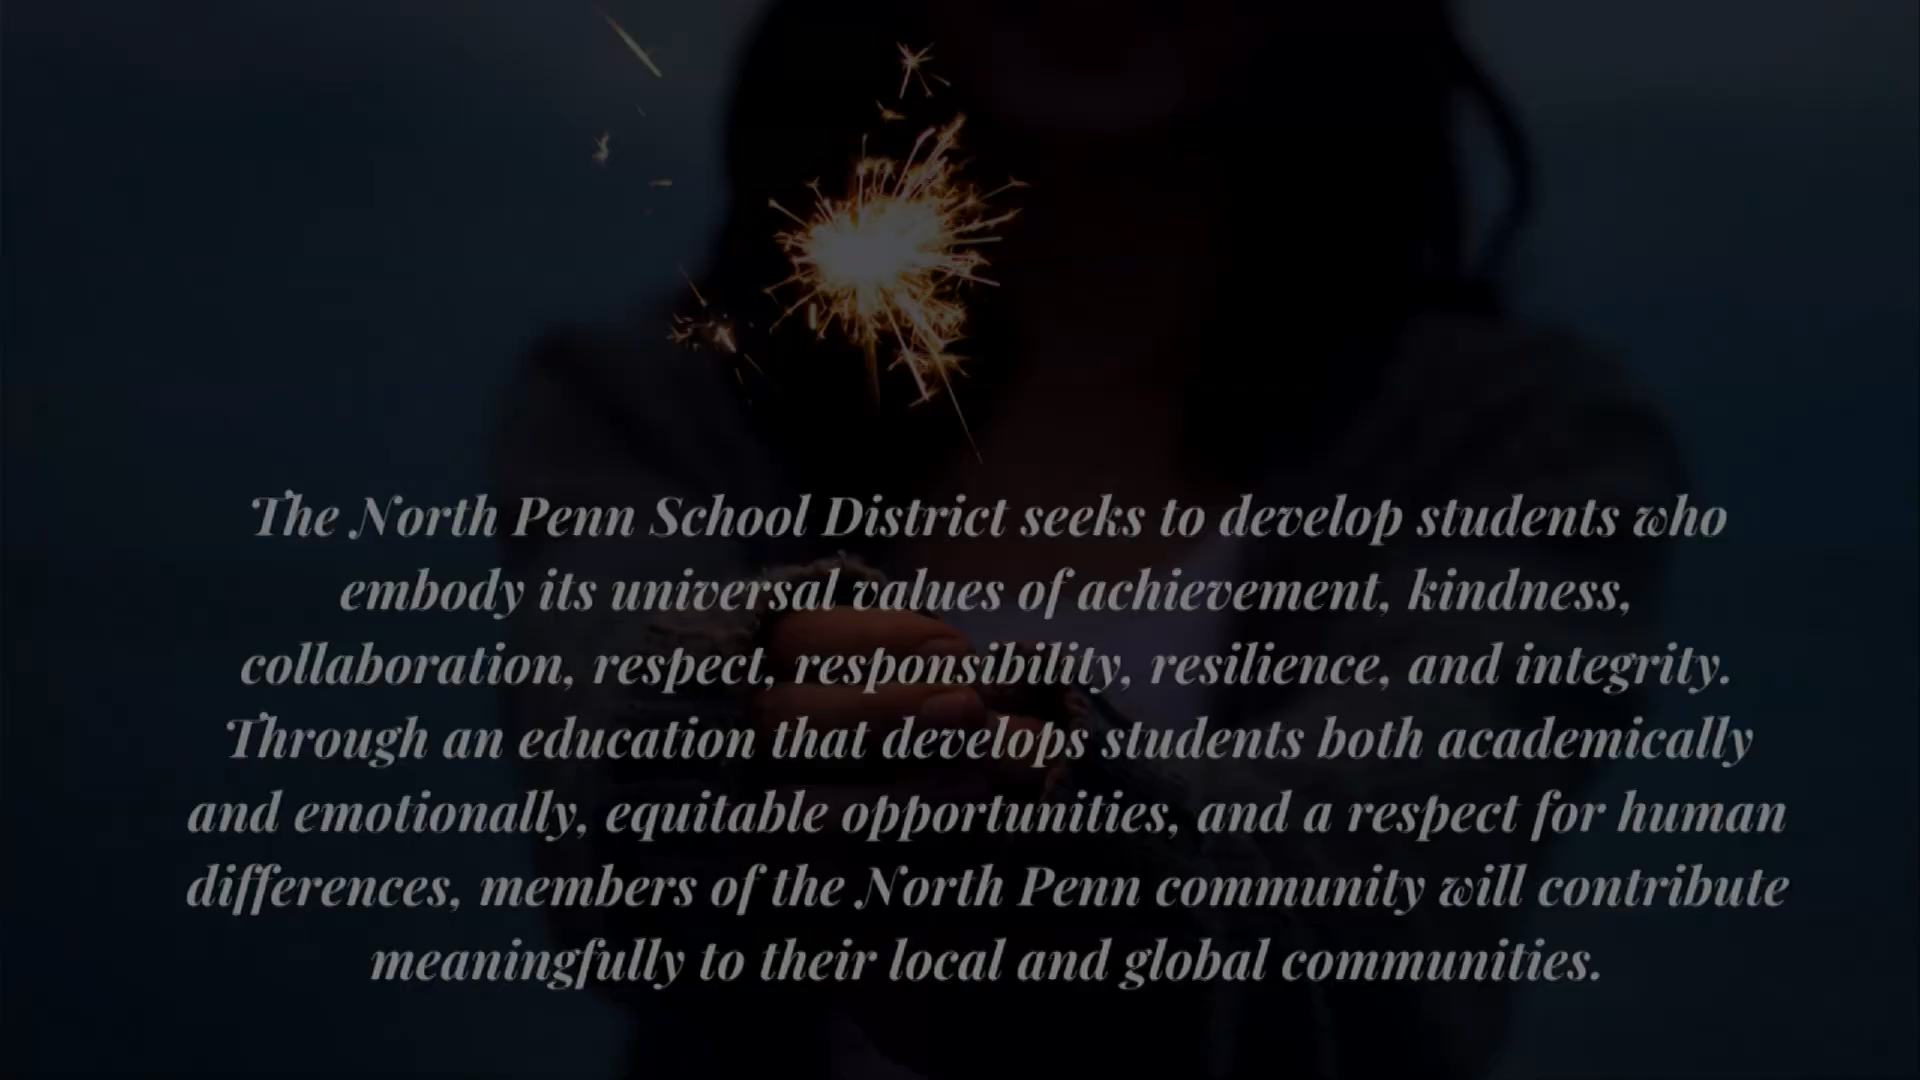 The North Penn School District seeks to develop students who
embody its universal values of achievement, kindness,
collaboration, respect, responsibility, resilience, and integrity.
Through an education that develops students both academically
and emotionally, equitable opportunities, and a respect for human
differences, members of the North Penn community will contribute
meaningfully to their local and global communities.